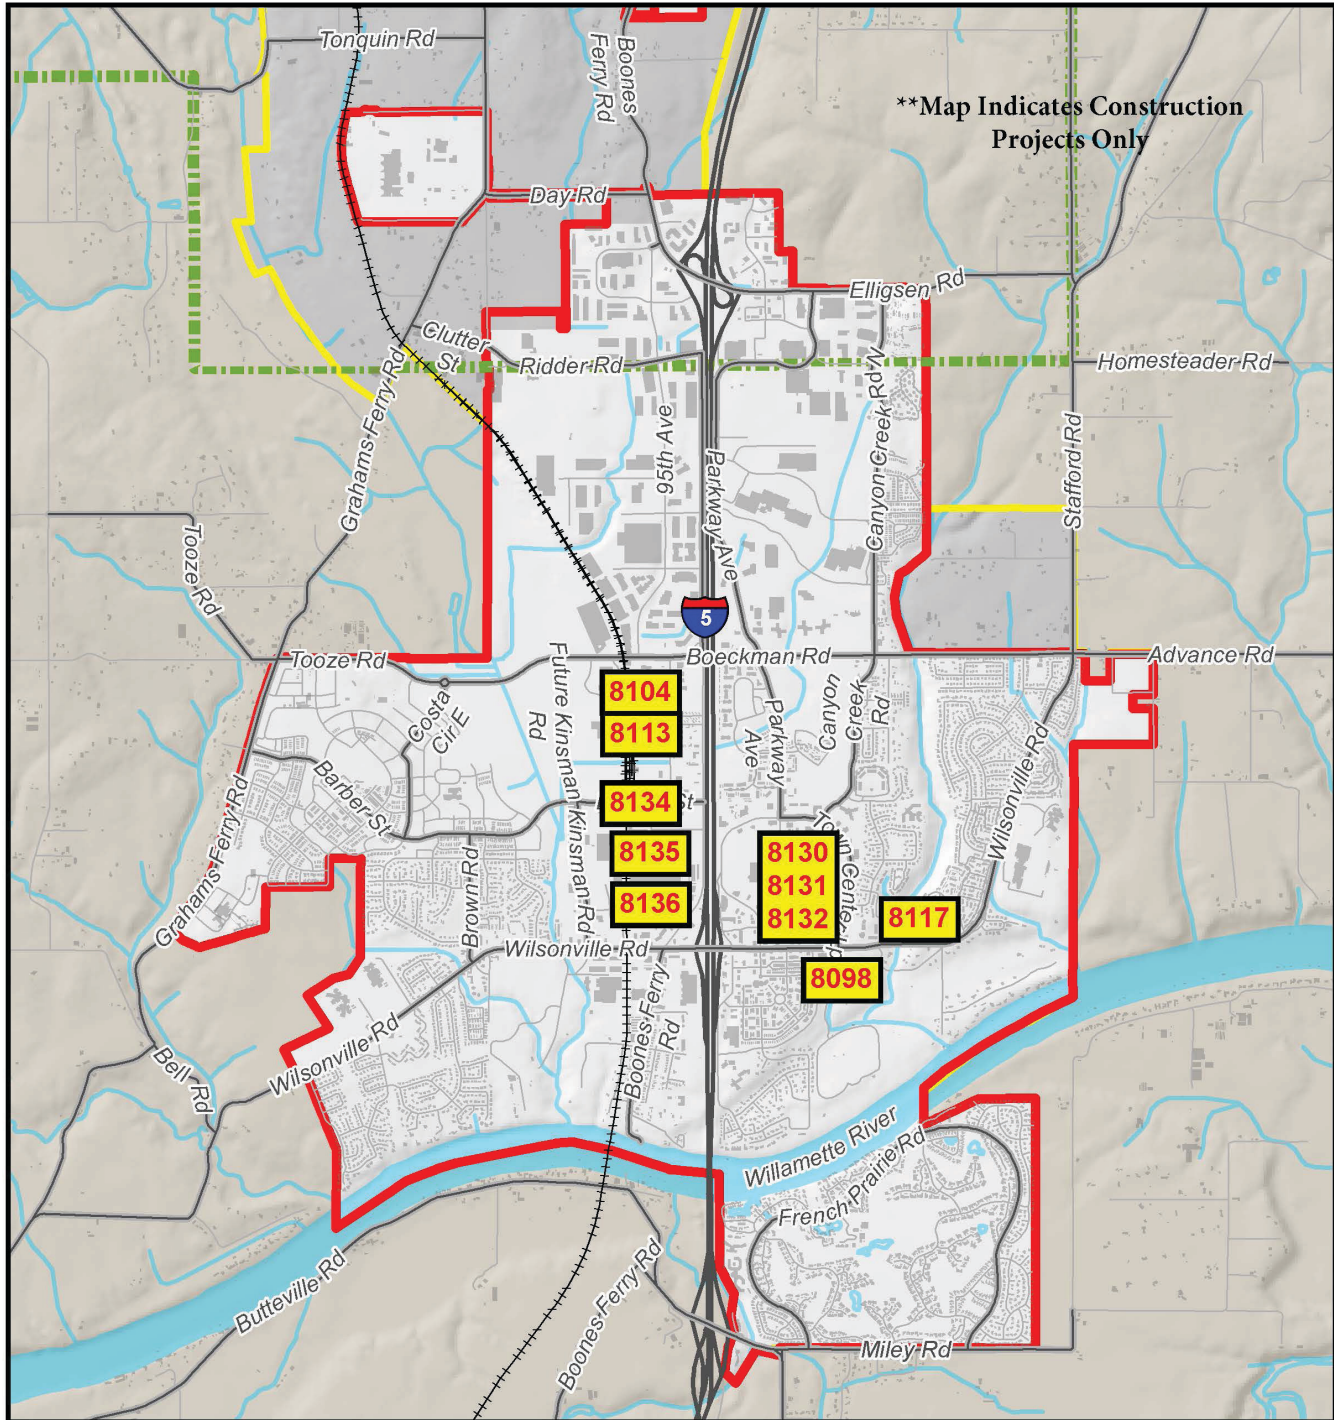 Tonquin Rd
Boones
Ferry Rd
**Map Indicates Construction
Projects Only
Day Rd
Elligsen Rd
Clutter
St
Ridder Rd
Homesteader Rd
Grahams Ferry Rd
95th Ave
Parkway Ave
Canyon Creek Rd N
Stafford Rd
Tooze Rd
5
Tooze Rd
Boeckman Rd
Advance Rd
Costa
Cir E
Future Kinsman
Rd
8104
8113
Canyon
Creek
Rd
Parkway
Ave
Wilsonville Rd
Barber St
8134
St
Grahams Ferry Rd
Kinsman Rd
8135
8136
Town Center
8130
8131
8132
8117
Brown Rd
Wilsonville Rd
8098
Boones Ferry
Rd
Wilsonville Rd
Bell Rd
Willamette River
French Prairie Rd
Butteville Rd
Boones Ferry Rd
Miley Rd